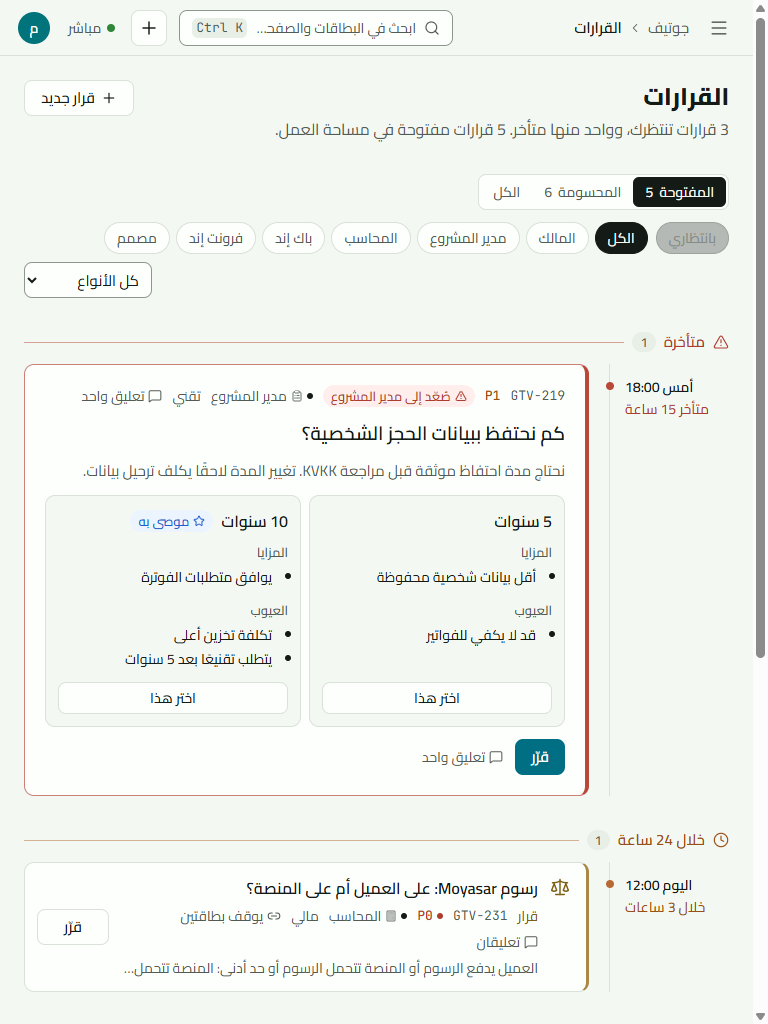 جوتيف
القرارات
ابحث في البطاقات والصفحـ...
Ctrl K
مباشر
م
القرارات
قرار جديد
3 قرارات تنتظرك، وواحد منها متأخر. 5 قرارات مفتوحة في مساحة العمل.
المفتوحة 5
المحسومة 6
الكل
بانتظاري
الكل
المالك
مدير المشروع
المحاسب
باك إند
فرونت إند
مصمم
كل الأنواع
متأخرة 1
أمس 18:00
متأخر 15 ساعة
GTV-219 P1 صُعّد إلى مدير المشروع مدير المشروع تقني تعليق واحد
كم نحتفظ ببيانات الحجز الشخصية؟
نحتاج مدة احتفاظ موثقة قبل مراجعة KVKK. تغيير المدة لاحقًا يكلف ترحيل بيانات.
5 سنوات
المزايا
أقل بيانات شخصية محفوظة
العيوب
قد لا يكفي للفواتير
اختر هذا
10 سنوات موصى به
المزايا
يوافق متطلبات الفوترة
العيوب
تكلفة تخزين أعلى
يتطلب تقنيعًا بعد 5 سنوات
اختر هذا
قرّر
تعليق واحد
خلال 24 ساعة 1
اليوم 12:00
خلال 3 ساعات
رسوم Moyasar: على العميل أم على المنصة؟
قرار GTV-231 P0 المحاسب مالي يوقف بطاقتين
تعليقان
العميل يدفع الرسوم أو المنصة تتحمل الرسوم أو حد أدنى: المنصة تتحمل...
قرّر